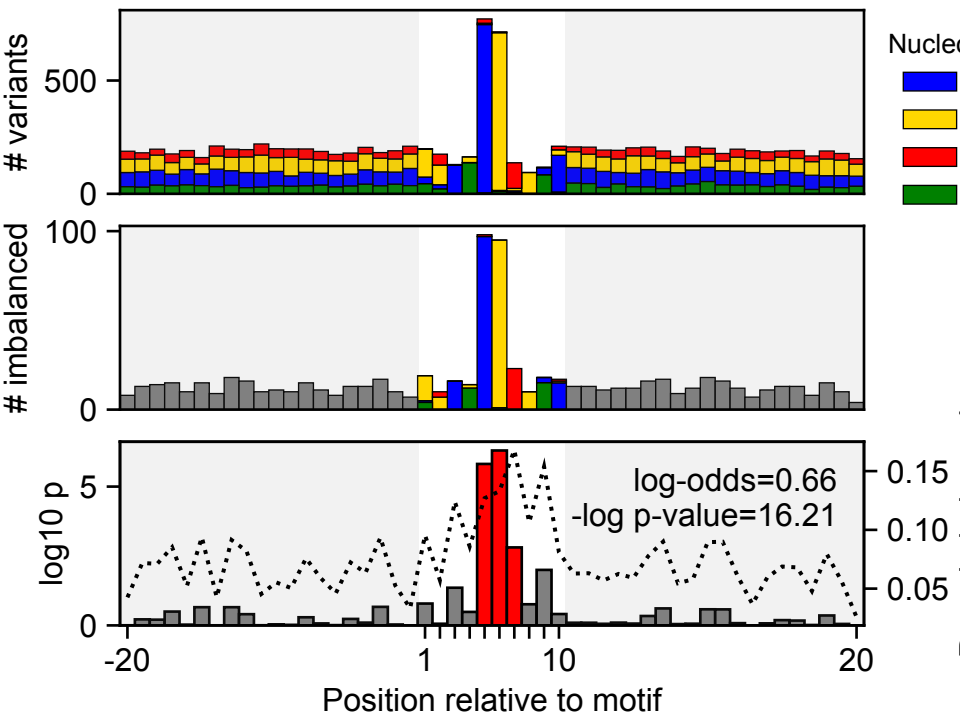 # variants
500
0
Nuclec
# imbalanced
100
0
log10 p
5
0
log-odds=0.66
-log p-value=16.21
0.15
0.10
0.05
-20
1
10
20
Position relative to motif